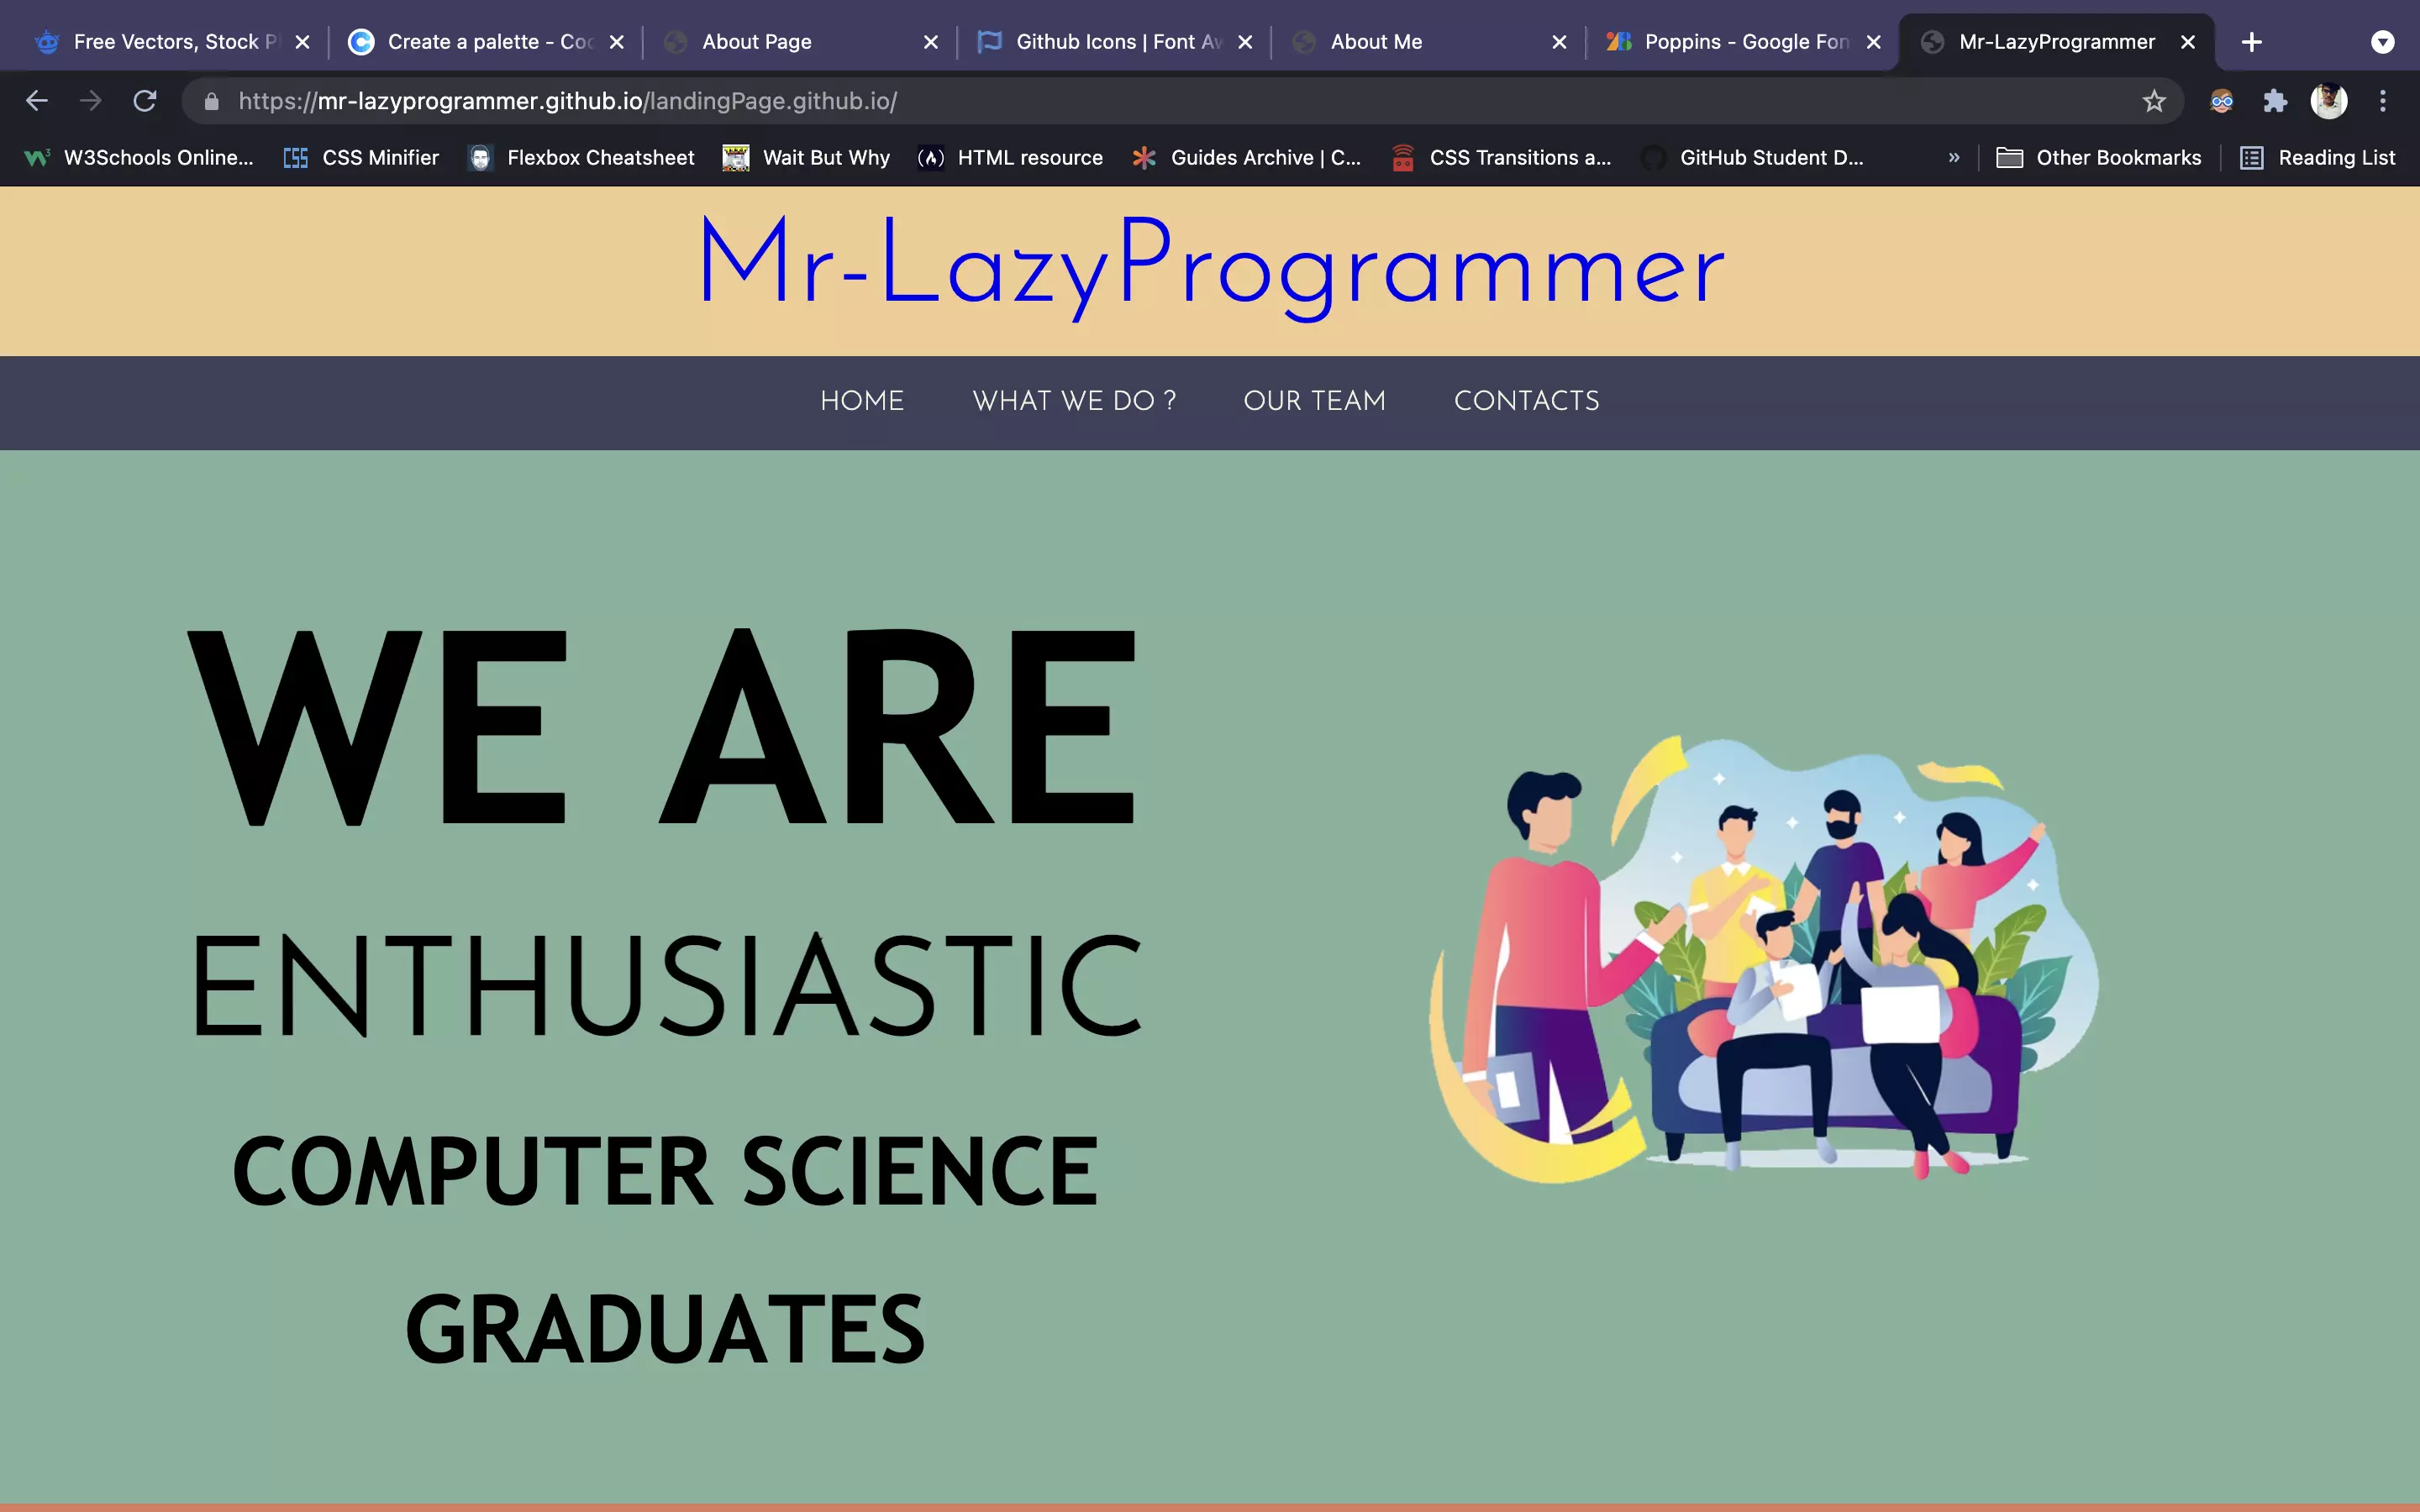 Free Vectors, Stock P
Create a palette - Coo
About Page
Github Icons | Font Aw
About Me
Poppins - Google Fon
Mr-LazyProgrammer
https://mr-lazyprogrammer.github.io/landingPage.github.io/
W3Schools Online...
CSS Minifier
Flexbox Cheatsheet
Wait But Why
HTML resource
Guides Archive | C...
CSS Transitions a...
GitHub Student D...
»
Other Bookmarks
Reading List
Mr-LazyProgrammer
HOME
WHAT WE DO ?
OUR TEAM
CONTACTS
WE ARE
ENTHUSIASTIC
COMPUTER SCIENCE
GRADUATES